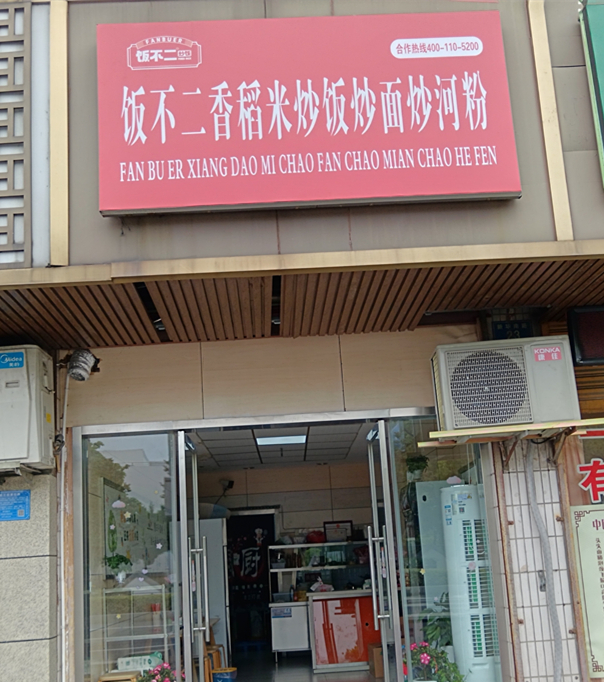 FANBUER
饭不二
合作热线400-110-5200
饭不二香稻米炒饭炒面炒河粉
FAN BU ER XIANG DAO MI CHAO FAN CHAO MIAN CHAO HE FEN
Midea
KONKA
康佳
有
中
厨